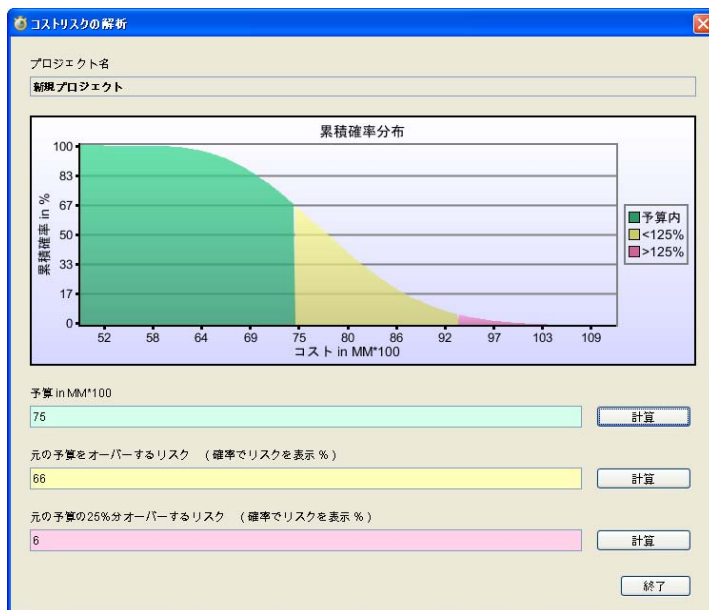 コストリスクの解析
プロジェクト名
新規プロジェクト
累積確率分布
累積確率 in %
100
83
67
50
33
17
0
52 58 64 69 75 80 86 92 97 103 109
コスト in MM*100
予算内
<125%
>125%
予算 in MM*100
75
計算
元の予算をオーバーするリスク （確率でリスクを表示 %）
66
計算
元の予算の25%分オーバーするリスク （確率でリスクを表示 %）
6
計算
終了